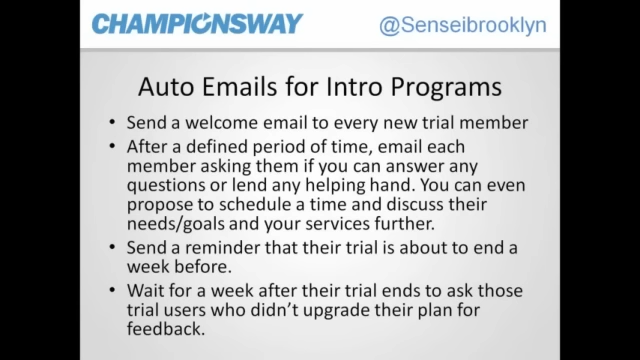 CHAMPIONSWAY @Senseibrooklyn
Auto Emails for Intro Programs
• Send a welcome email to every new trial member
• After a defined period of time, email each
member asking them if you can answer any
questions or lend any helping hand. You can even
propose to schedule a time and discuss their
needs/goals and your services further.
• Send a reminder that their trial is about to end a
week before.
• Wait for a week after their trial ends to ask those
trial users who didn't upgrade their plan for
feedback.